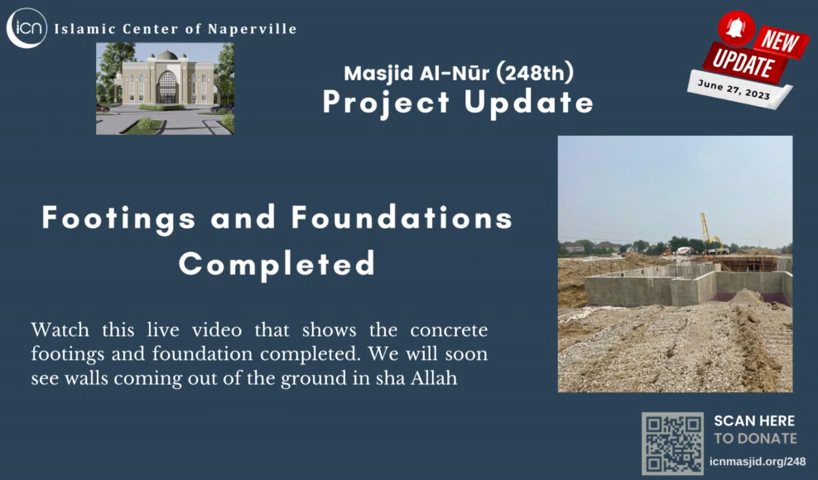 icn Islamic Center of Naperville
NEW
UPDATE
June 27, 2023
Masjid Al-Nūr (248th)
Project Update
Footings and Foundations
Completed
Watch this live video that shows the concrete
footings and foundation completed. We will soon
see walls coming out of the ground in sha Allah
SCAN HERE
TO DONATE
icnmasjid.org/248